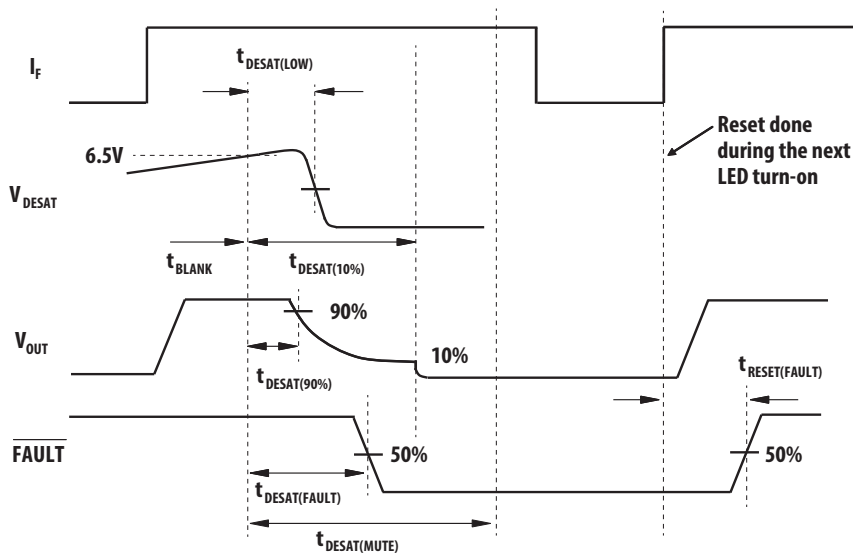 I_F
t_DESAT(LOW)
6.5V
Reset done
during the next
LED turn-on
V_DESAT
t_BLANK
t_DESAT(10%)
90%
V_OUT
10%
t_DESAT(90%)
t_RESET(FAULT)
FAULT
50%
50%
t_DESAT(FAULT)
t_DESAT(MUTE)